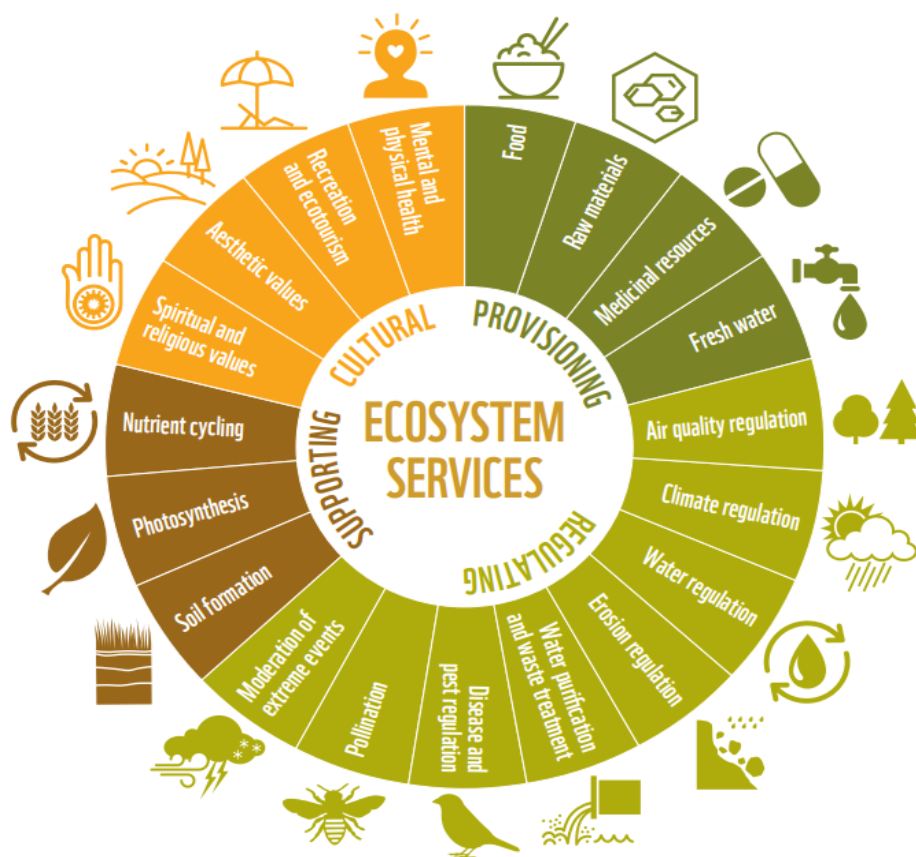 ECOSYSTEM
SERVICES
PROVISIONING
Food
Raw materials
Medicinal resources
Fresh water
REGULATING
Air quality regulation
Climate regulation
Water regulation
Erosion regulation
Water purification
and waste treatment
Disease and
pest regulation
Pollination
Moderation of
extreme events
SUPPORTING
Soil formation
Photosynthesis
Nutrient cycling
CULTURAL
Spiritual and
religious values
Aesthetic values
Recreation
and ecotourism
Mental and
physical health